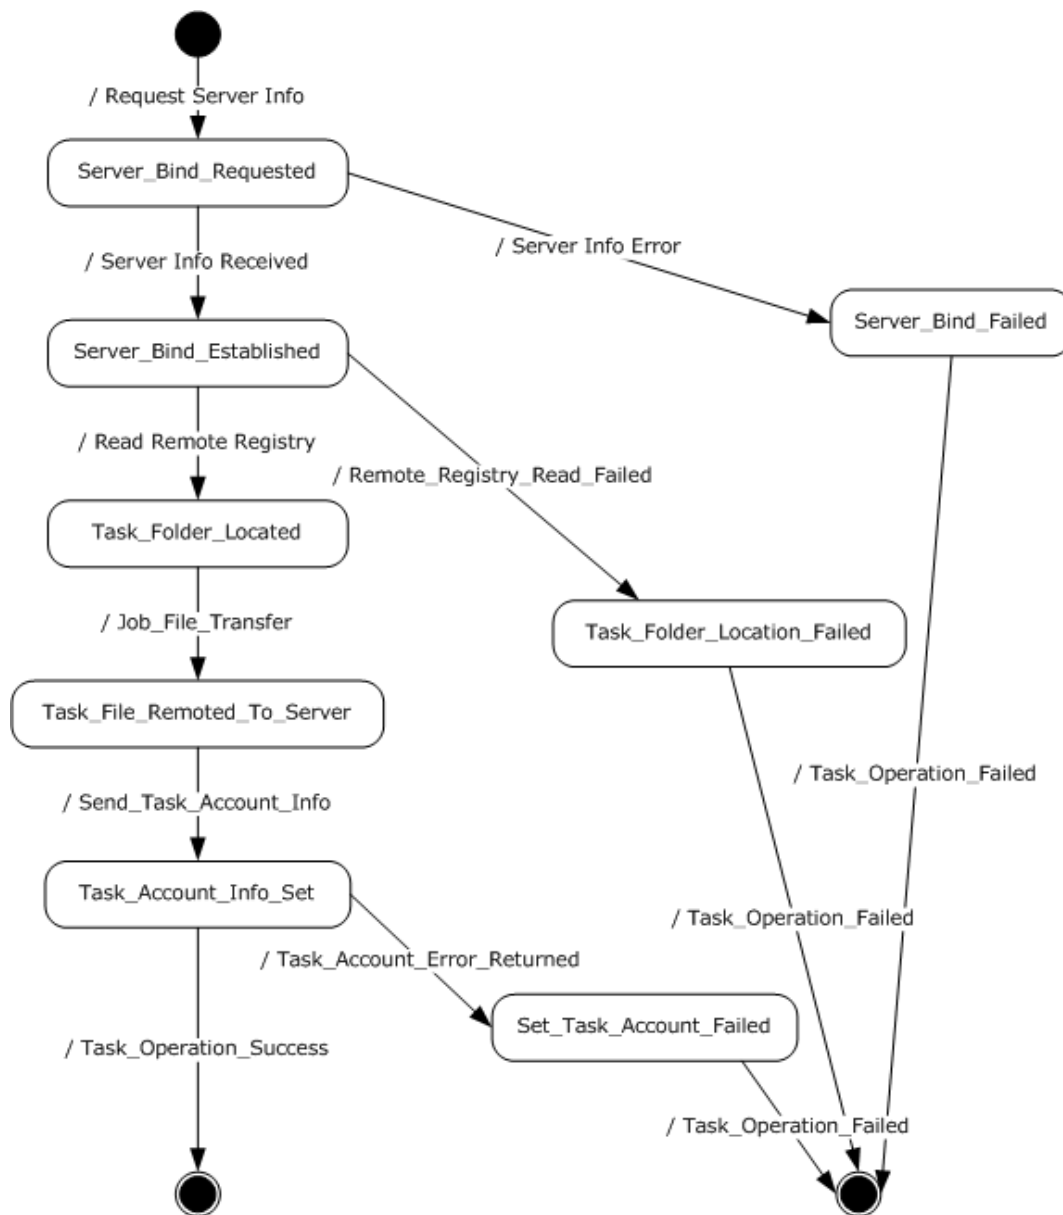 / Request Server Info
Server_Bind_Requested
/ Server Info Error
/ Server Info Received
Server_Bind_Failed
Server_Bind_Established
/ Read Remote Registry
/ Remote_Registry_Read_Failed
Task_Folder_Located
/ Job_File_Transfer
Task_Folder_Location_Failed
Task_File_Remoted_To_Server
/ Task_Operation_Failed
/ Send_Task_Account_Info
Task_Account_Info_Set
/ Task_Operation_Failed
/ Task_Account_Error_Returned
Set_Task_Account_Failed
/ Task_Operation_Success
/ Task_Operation_Failed